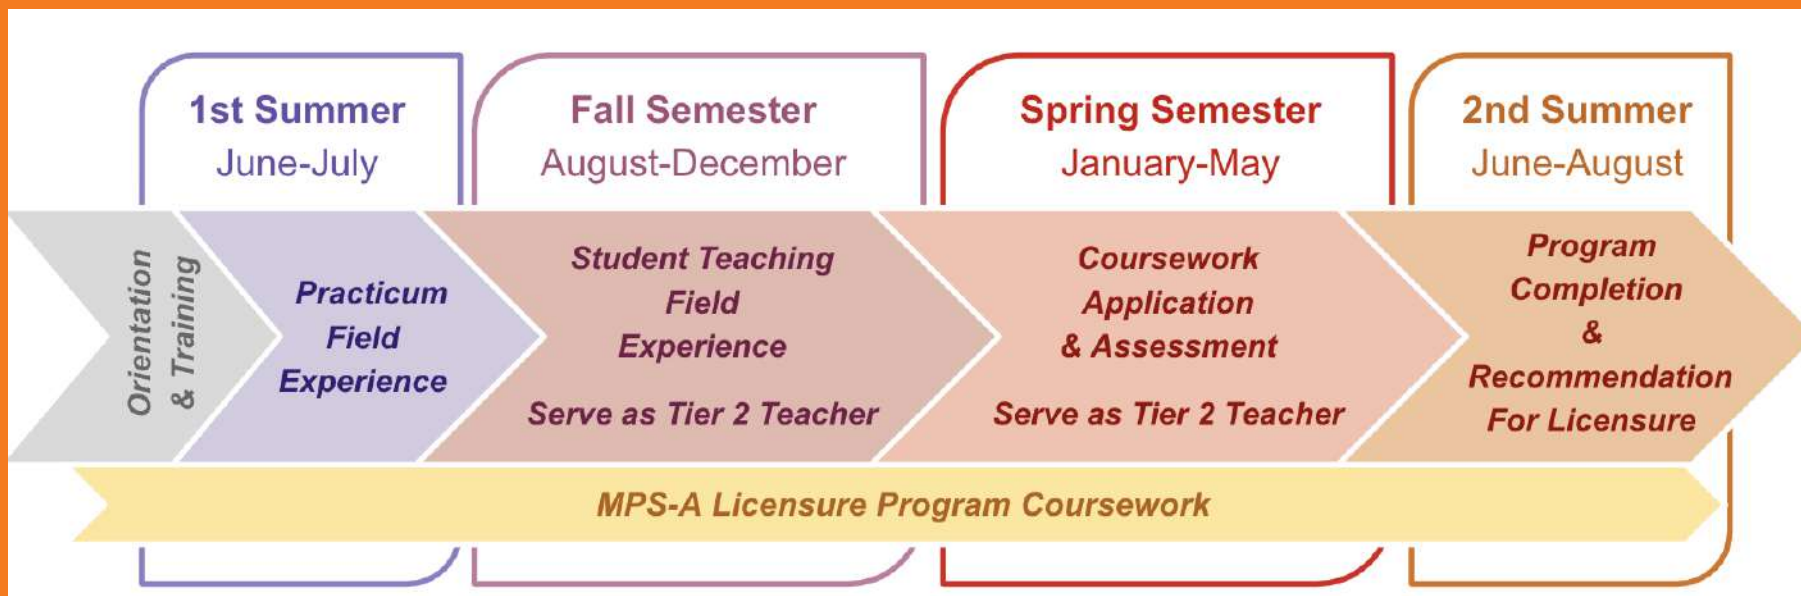 1st Summer
June-July
Fall Semester
August-December
Spring Semester
January-May
2nd Summer
June-August
Orientation
& Training
Practicum
Field
Experience
Student Teaching
Field
Experience
Serve as Tier 2 Teacher
Coursework
Application
& Assessment
Serve as Tier 2 Teacher
Program
Completion
&
Recommendation
For Licensure
MPS-A Licensure Program Coursework